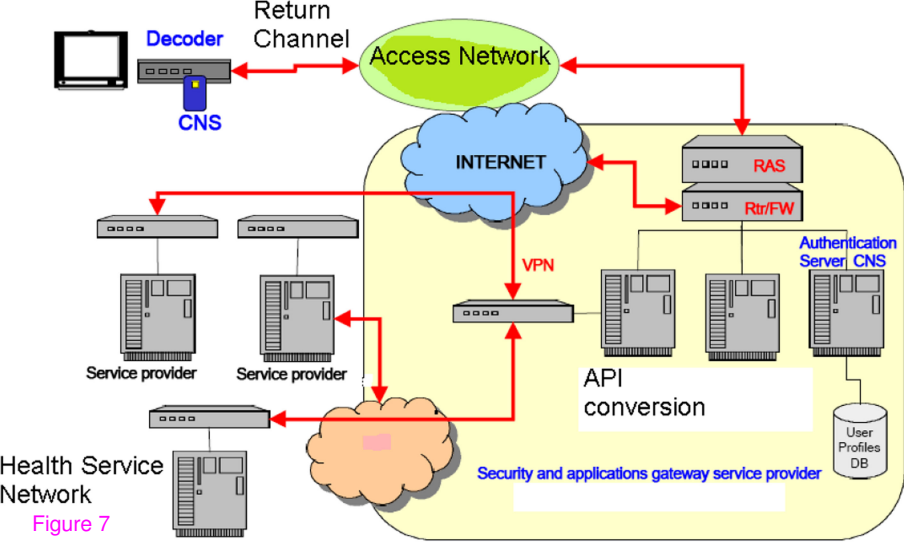 Return
Channel
Decoder
CNS
Access Network
INTERNET
RAS
Rtr/FW
Authentication
Server CNS
VPN
Service provider
Service provider
API
conversion
User
Profiles
DB
Security and applications gateway service provider
Health Service
Network
Figure 7